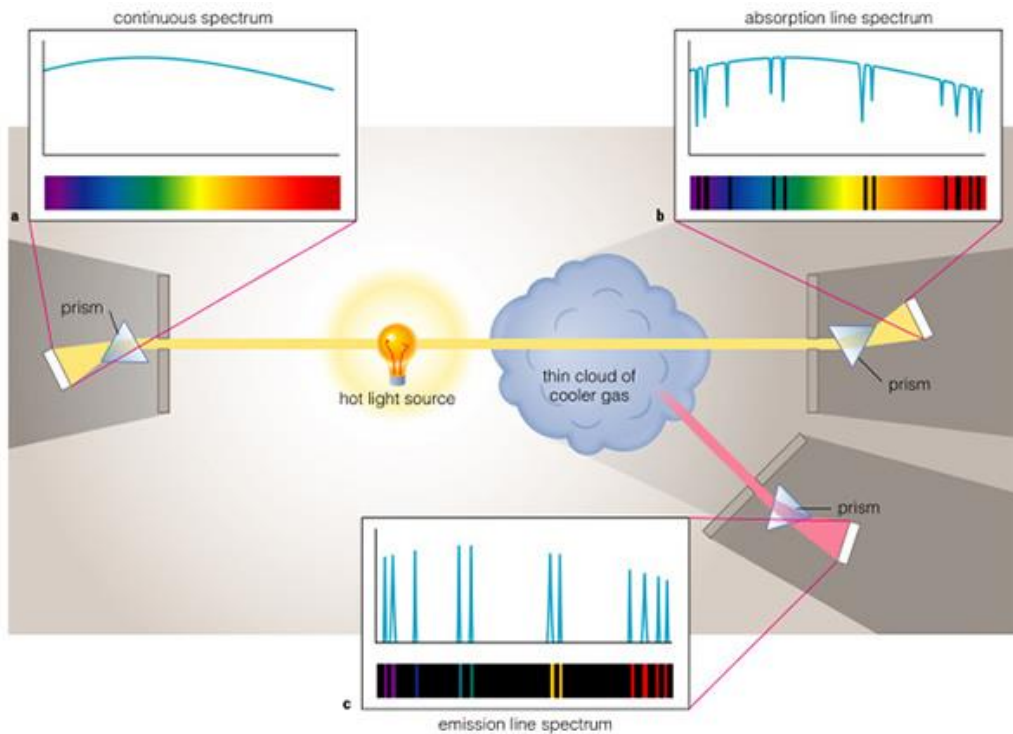 continuous spectrum
absorption line spectrum
a
b
prism
hot light source
thin cloud of
cooler gas
prism
prism
c
emission line spectrum